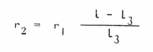 r₂ = r₁ (l - l₃) / l₃